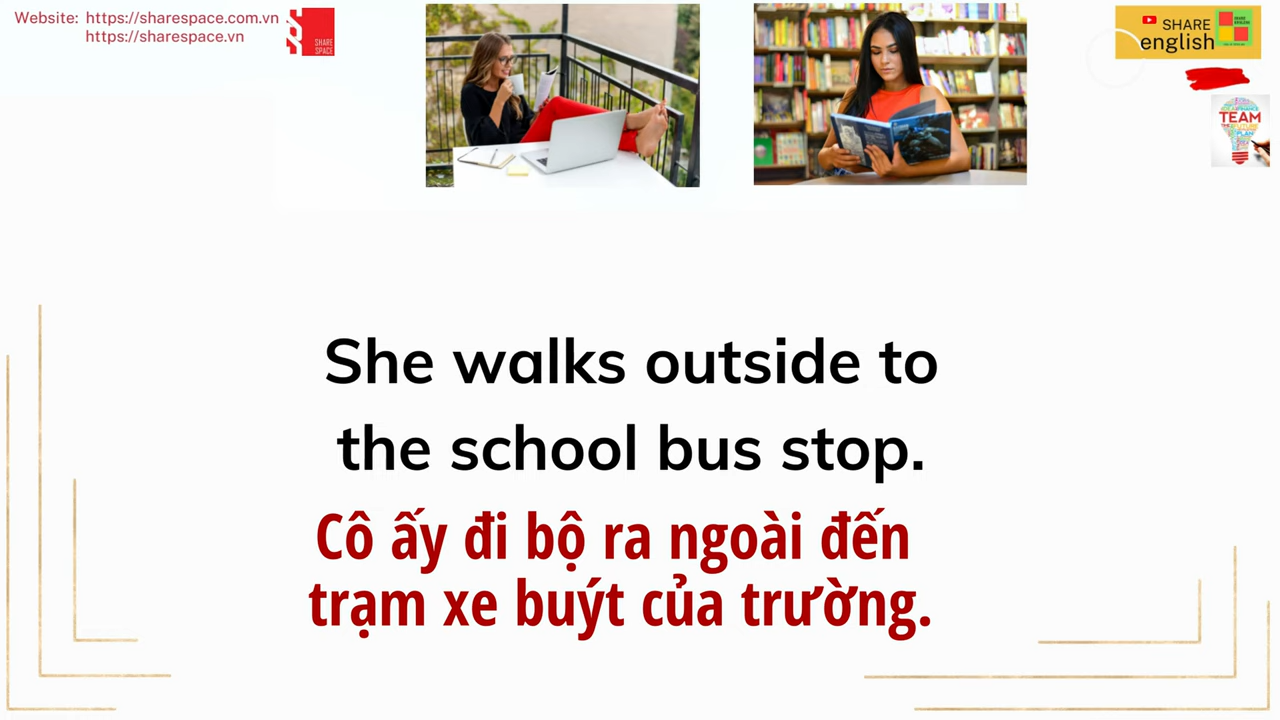 Website: https://sharespace.com.vn
https://sharespace.vn
SHARE
SPACE
SHARE
english
TEAM
She walks outside to
the school bus stop.
Cô ấy đi bộ ra ngoài đến
trạm xe buýt của trường.